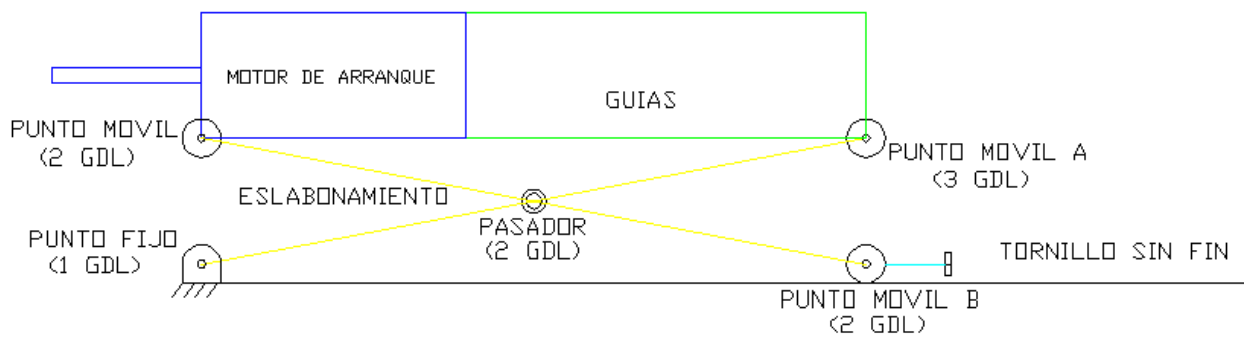 MOTOR DE ARRANQUE
GUIAS
PUNTO MOVIL
(2 GDL)
PUNTO MOVIL A
(3 GDL)
ESLABONAMIENTO
PASADOR
(2 GDL)
PUNTO FIJO
(1 GDL)
TORNILLO SIN FIN
PUNTO MOVIL B
(2 GDL)